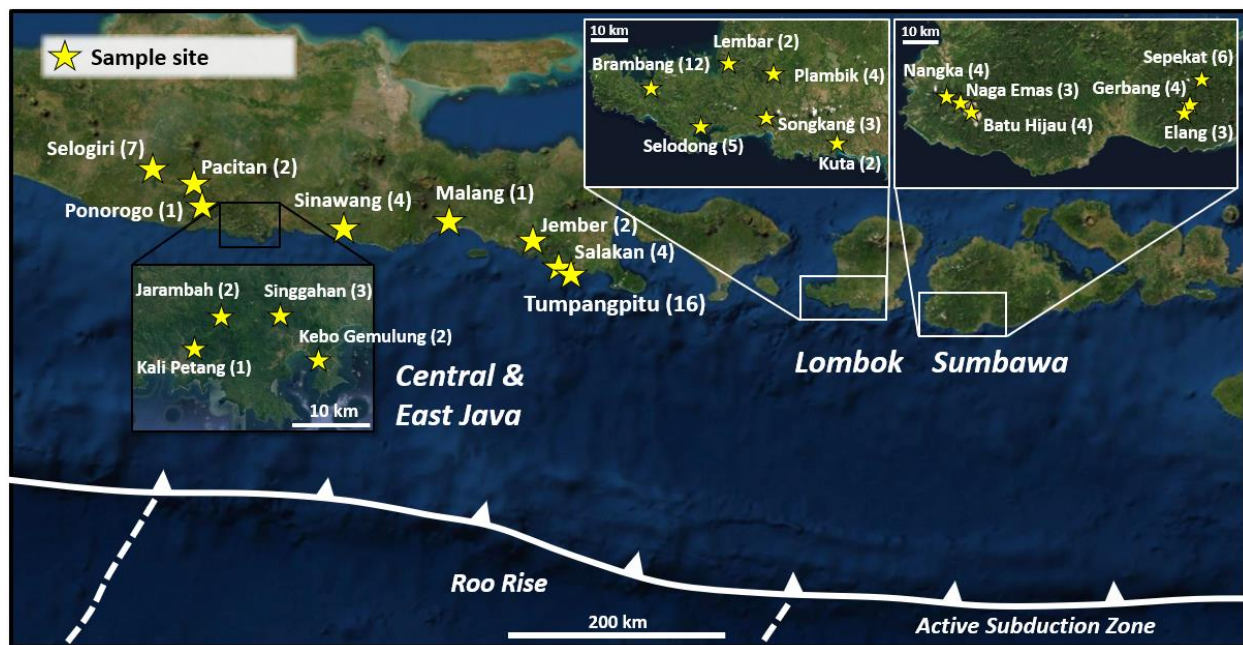 Sample site
Selogiri (7)
Pacitan (2)
Ponorogo (1)
Sinawang (4)
Malang (1)
Jember (2)
Salakan (4)
Tumpangpitu (16)
Jarambah (2)
Singgahan (3)
Kebo Gemulung (2)
Kali Petang (1)
10 km
Central &
East Java
10 km
Lembar (2)
Brambang (12)
Plambik (4)
Songkang (3)
Selodong (5)
Kuta (2)
10 km
Sepekat (6)
Nangka (4)
Naga Emas (3)
Gerbang (4)
Batu Hijau (4)
Elang (3)
Lombok
Sumbawa
Roo Rise
200 km
Active Subduction Zone